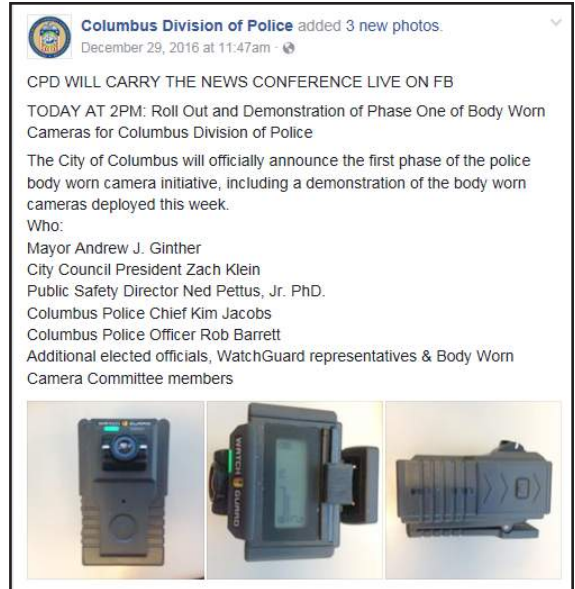 Columbus Division of Police added 3 new photos.
December 29, 2016 at 11:47am ·
CPD WILL CARRY THE NEWS CONFERENCE LIVE ON FB
TODAY AT 2PM: Roll Out and Demonstration of Phase One of Body Worn
Cameras for Columbus Division of Police
The City of Columbus will officially announce the first phase of the police
body worn camera initiative, including a demonstration of the body worn
cameras deployed this week.
Who:
Mayor Andrew J. Ginther
City Council President Zach Klein
Public Safety Director Ned Pettus, Jr. PhD.
Columbus Police Chief Kim Jacobs
Columbus Police Officer Rob Barrett
Additional elected officials, WatchGuard representatives & Body Worn
Camera Committee members
WATCH GUARD
WATCH GUARD